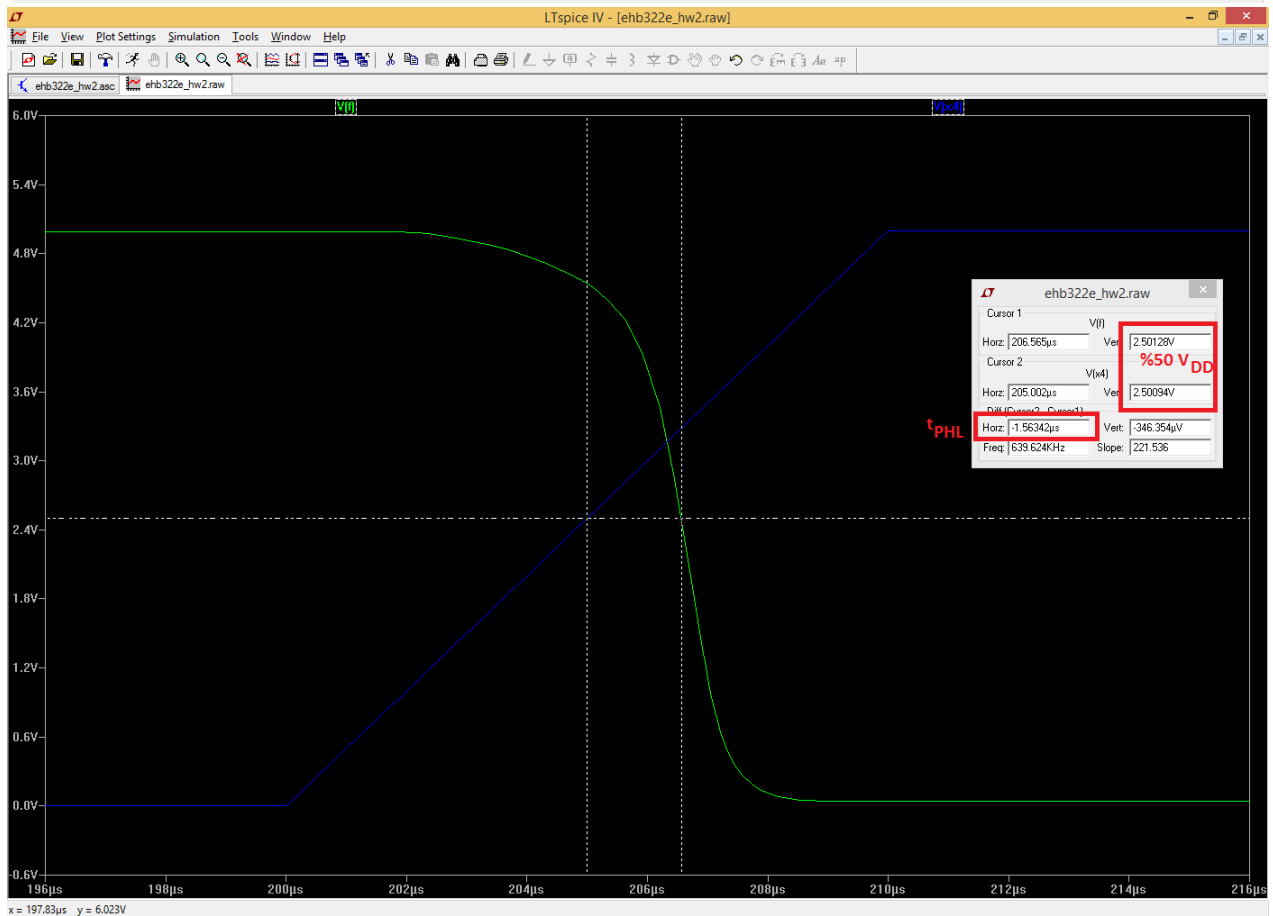 LTspice IV - [ehb322e_hw2.raw]
File View Plot Settings Simulation Tools Window Help
ehb322e_hw2.asc ehb322e_hw2.raw
V(f) V(x4)
6.0V
5.4V
4.8V
4.2V
3.6V
3.0V
2.4V
1.8V
1.2V
0.6V
0.0V
-0.6V
196µs 198µs 200µs 202µs 204µs 206µs 208µs 210µs 212µs 214µs 216µs
ehb322e_hw2.raw
Cursor 1
V(f)
Horz: 206.565µs Ver 2.50128V
%50 VDD
Cursor 2
V(x4)
Horz: 205.002µs Ver 2.50094V
Diff (Cursor2 - Cursor1)
tPHL
Horz: -1.56342µs Vert: -346.354µV
Freq: 639.624KHz Slope: 221.536
x = 197.83µs y = 6.023V